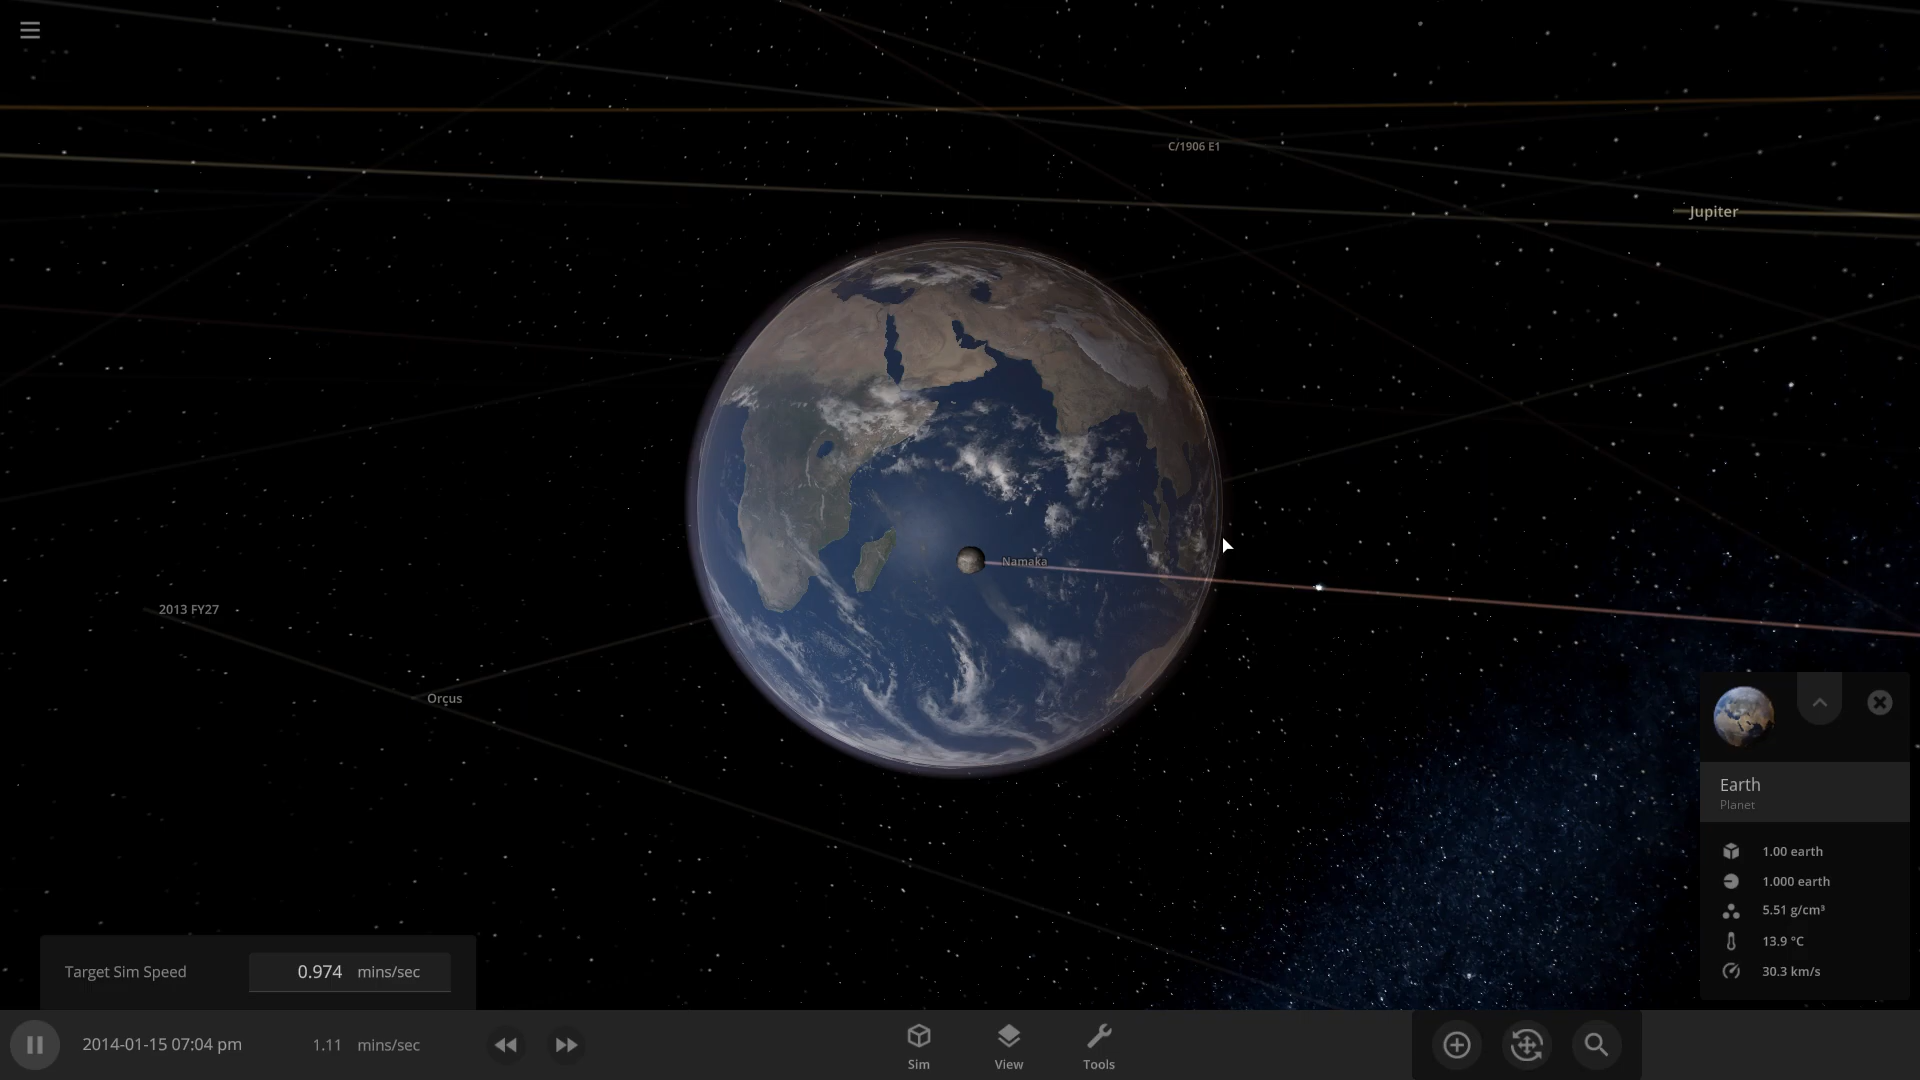 C/1906 E1
Jupiter
Namaka
2013 FY27
Orcus
Earth
Planet
1.00 earth
1.000 earth
5.51 g/cm³
13.9 °C
30.3 km/s
Target Sim Speed 0.974 mins/sec
2014-01-15 07:04 pm 1.11 mins/sec
Sim View Tools